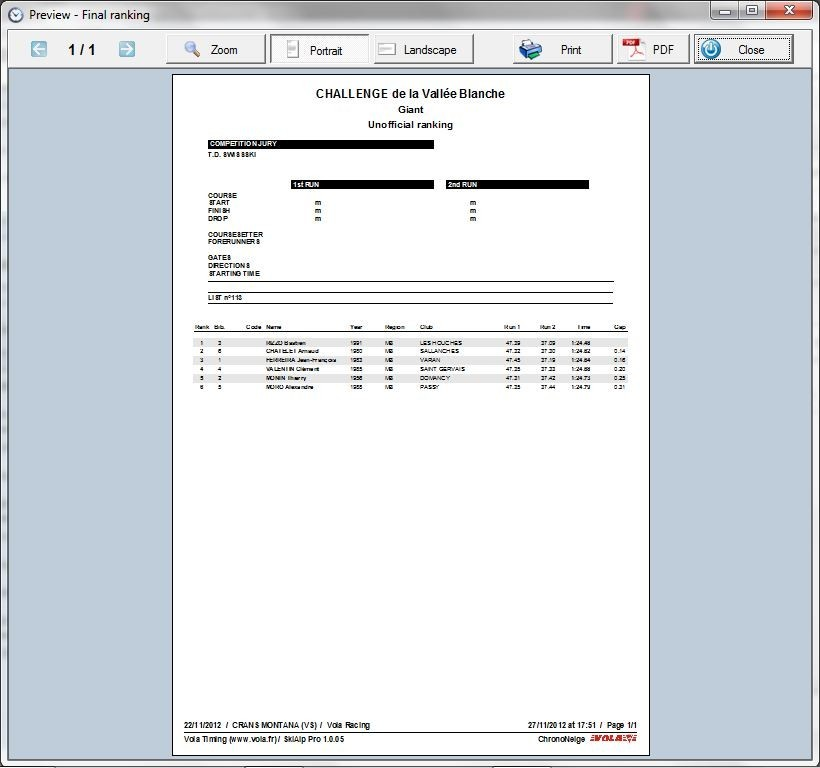 Preview - Final ranking
1 / 1 Zoom Portrait Landscape Print PDF Close
CHALLENGE de la Vallée Blanche
Giant
Unofficial ranking
COMPETITION JURY
T.D. SWISSSKI
1st RUN 2nd RUN
COURSE
START m m
FINISH m m
DROP m m
COURSESETTER
FORERUNNERS
GATES
DIRECTIONS
STARTING TIME
LIST n°113
Rank Bib. Code Name Year Region Club Run 1 Run 2 Time Gap
1 3 RIZZO Bastien 1991 MB LES HOUCHES 47.39 37.09 1:24.48
2 6 CHATELET Arnaud MB SALLANCHES 47.32 37.30 1:24.62 0.14
3 1 FERREIRA Jean-François MB VARAN 47.45 37.19 1:24.64 0.16
4 4 VALENTIN Clément MB SAINT GERVAIS 47.35 37.33 1:24.68 0.20
5 2 MONIN Thierry MB DOMANCY 47.31 37.42 1:24.73 0.25
6 5 MORO Alexandre MB PASSY 47.35 37.44 1:24.79 0.31
22/11/2012 / CRANS MONTANA (VS) / Vola Racing 27/11/2012 at 17:51 / Page 1/1
Vola Timing (www.vola.fr) / SkiAlp Pro 1.0.05 ChronoNeige VOLA